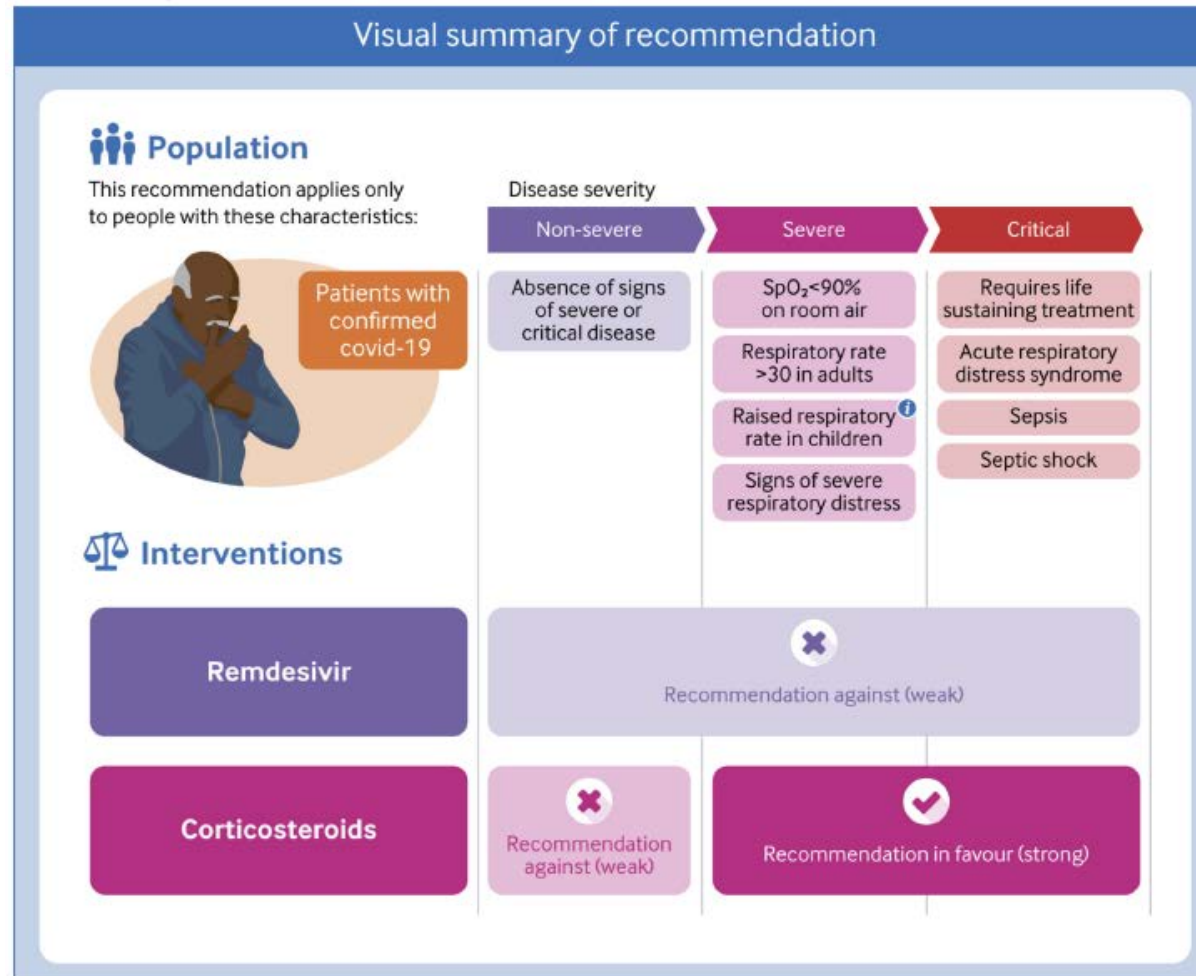 Visual summary of recommendation
Population
This recommendation applies only
to people with these characteristics:
Patients with
confirmed
covid-19
Disease severity
Non-severe
Severe
Critical
Absence of signs
of severe or
critical disease
SpO₂<90%
on room air
Respiratory rate
>30 in adults
Raised respiratory
rate in children
i
Signs of severe
respiratory distress
Requires life
sustaining treatment
Acute respiratory
distress syndrome
Sepsis
Septic shock
Interventions
Remdesivir
Recommendation against (weak)
Corticosteroids
Recommendation
against (weak)
Recommendation in favour (strong)